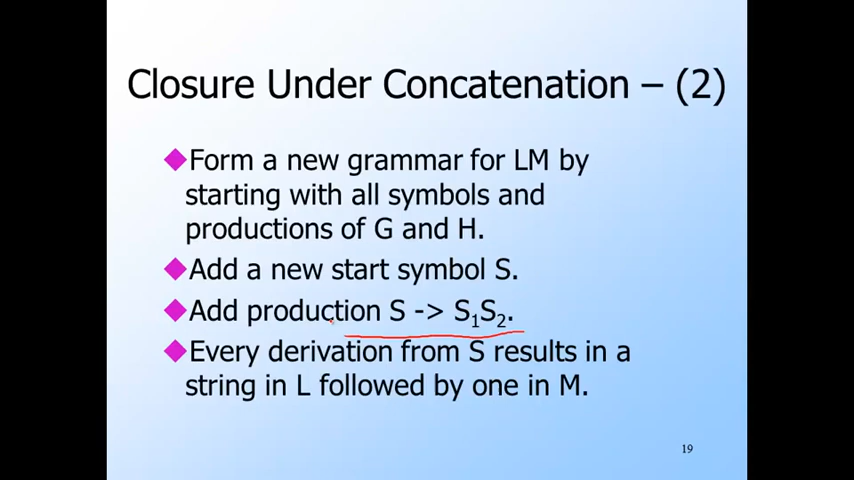 Closure Under Concatenation – (2)
Form a new grammar for LM by
starting with all symbols and
productions of G and H.
Add a new start symbol S.
Add production S -> S₁S₂.
Every derivation from S results in a
string in L followed by one in M.
19